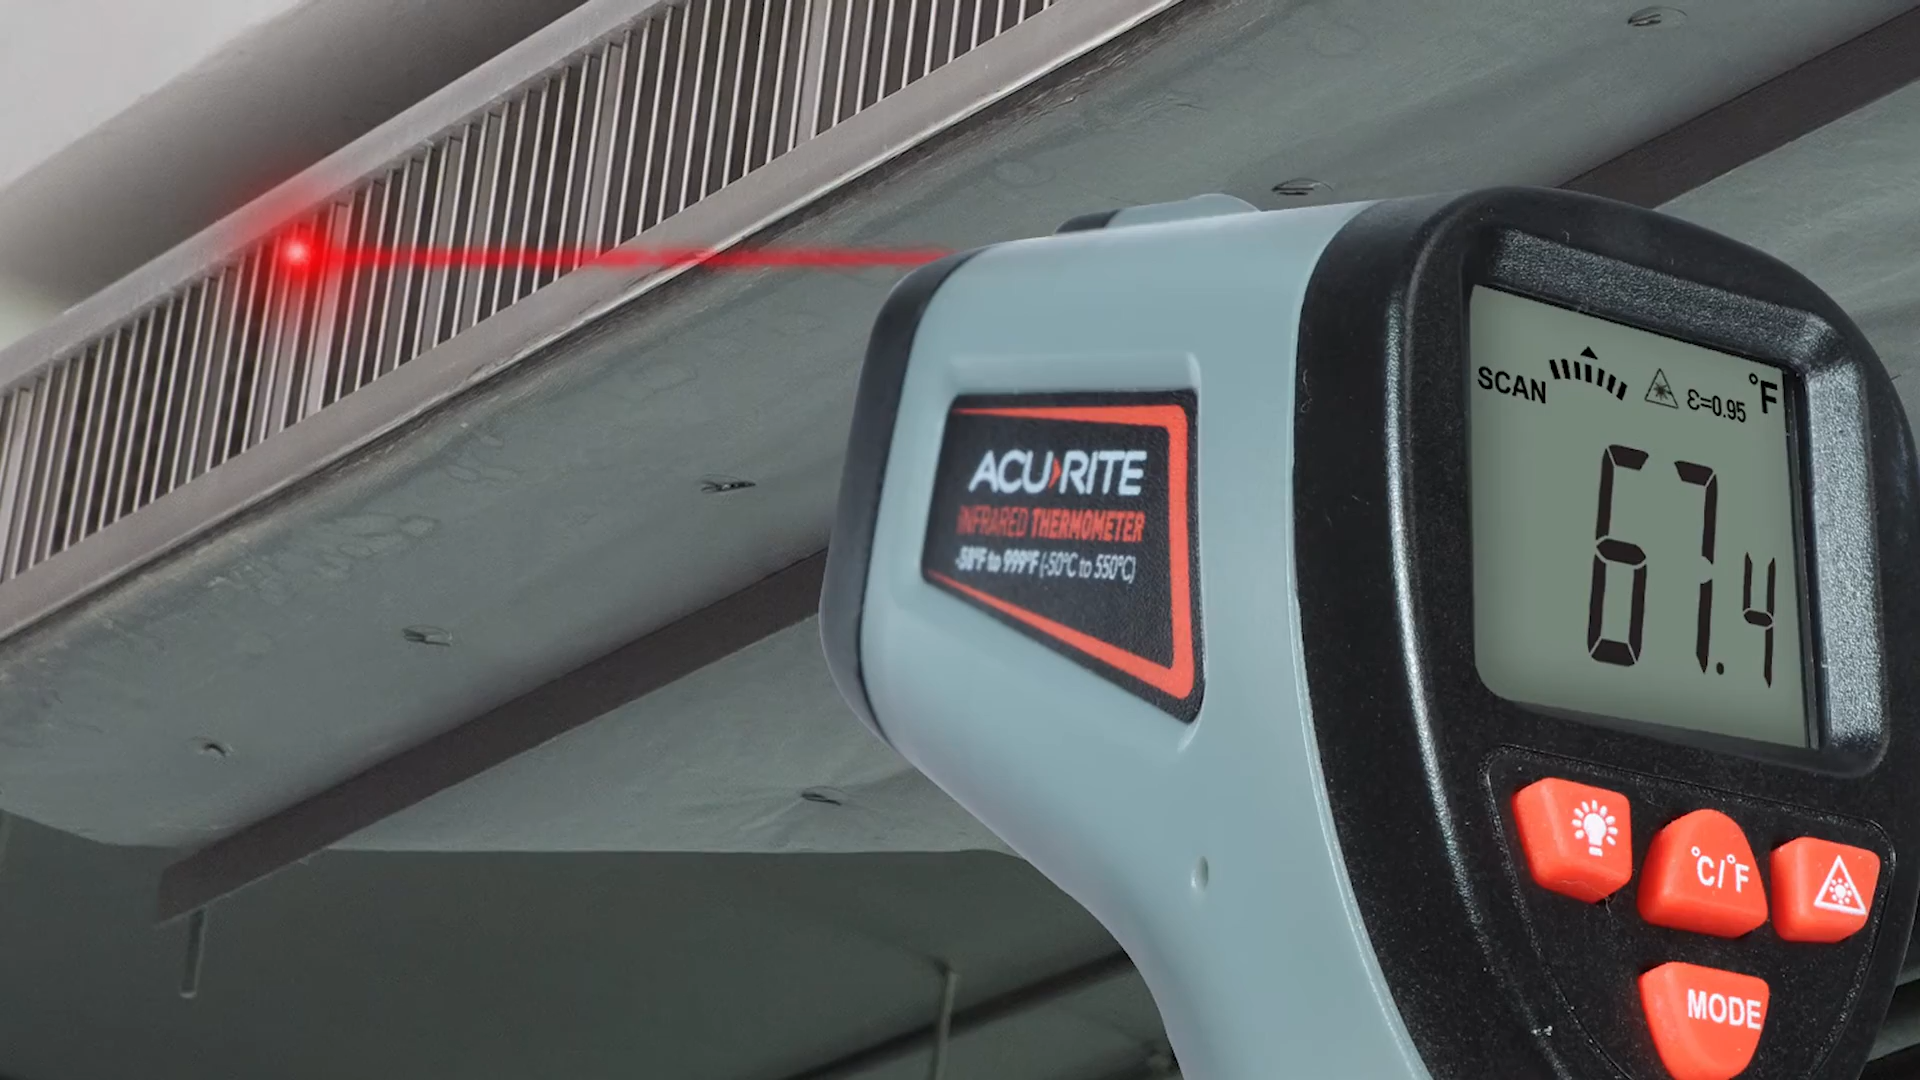 ACU›RITE
INFRARED THERMOMETER
-58°F to 999°F (-50°C to 550°C)
SCAN ε=0.95 °F
67.4
°C/°F
MODE